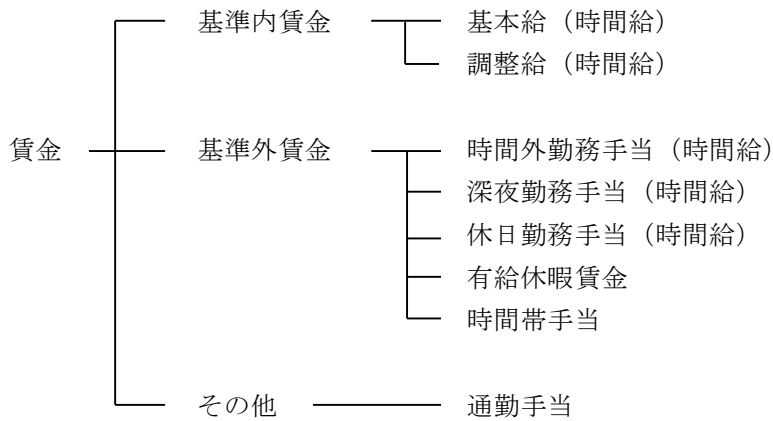 基準内賃金 基本給（時間給）
調整給（時間給）
賃金 基準外賃金 時間外勤務手当（時間給）
深夜勤務手当（時間給）
休日勤務手当（時間給）
有給休暇賃金
時間帯手当
その他 通勤手当